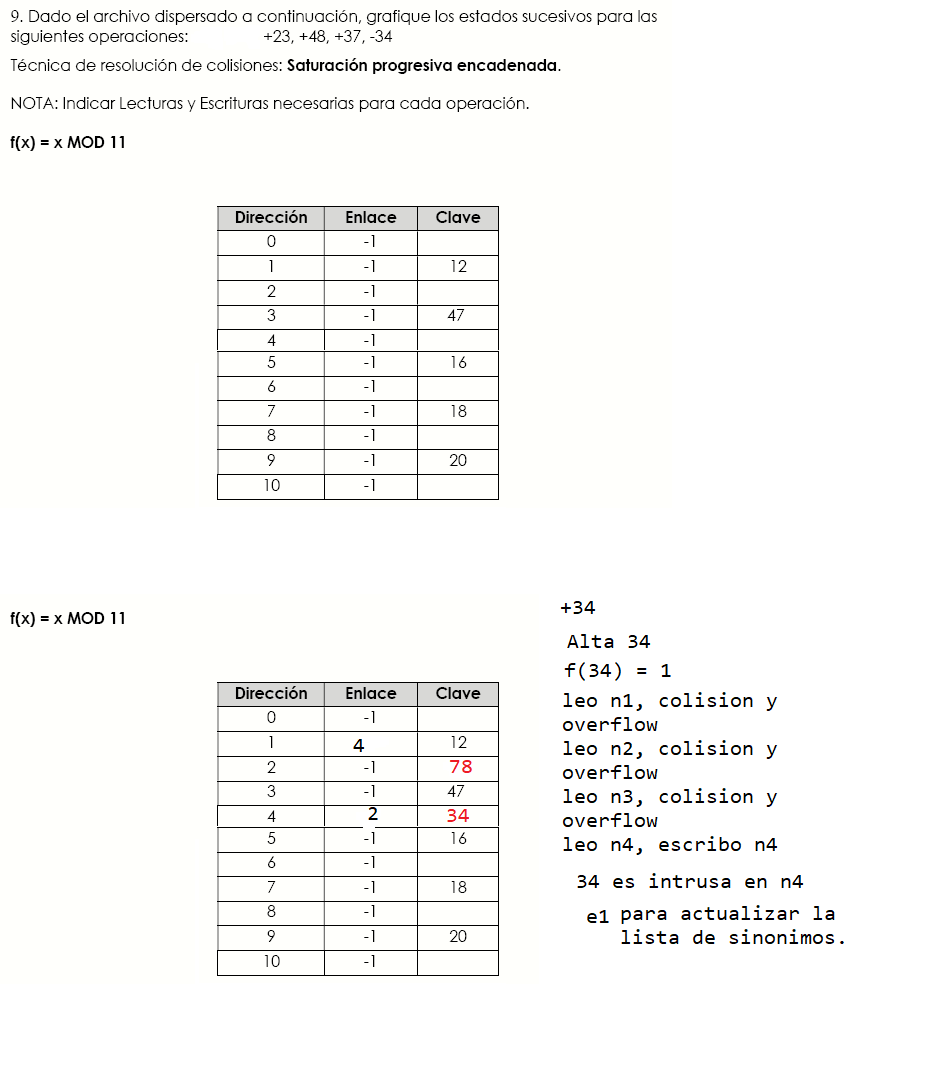 9. Dado el archivo dispersado a continuación, grafique los estados sucesivos para las
siguientes operaciones: +23, +48, +37, -34
Técnica de resolución de colisiones: Saturación progresiva encadenada.
NOTA: Indicar Lecturas y Escrituras necesarias para cada operación.
f(x) = x MOD 11
Dirección Enlace Clave
0 -1
1 -1 12
2 -1
3 -1 47
4 -1
5 -1 16
6 -1
7 -1 18
8 -1
9 -1 20
10 -1
f(x) = x MOD 11
Dirección Enlace Clave
0 -1
1 4 12
2 -1 78
3 -1 47
4 2 34
5 -1 16
6 -1
7 -1 18
8 -1
9 -1 20
10 -1
+34
Alta 34
f(34) = 1
leo n1, colision y
overflow
leo n2, colision y
overflow
leo n3, colision y
overflow
leo n4, escribo n4
34 es intrusa en n4
e1 para actualizar la
lista de sinonimos.